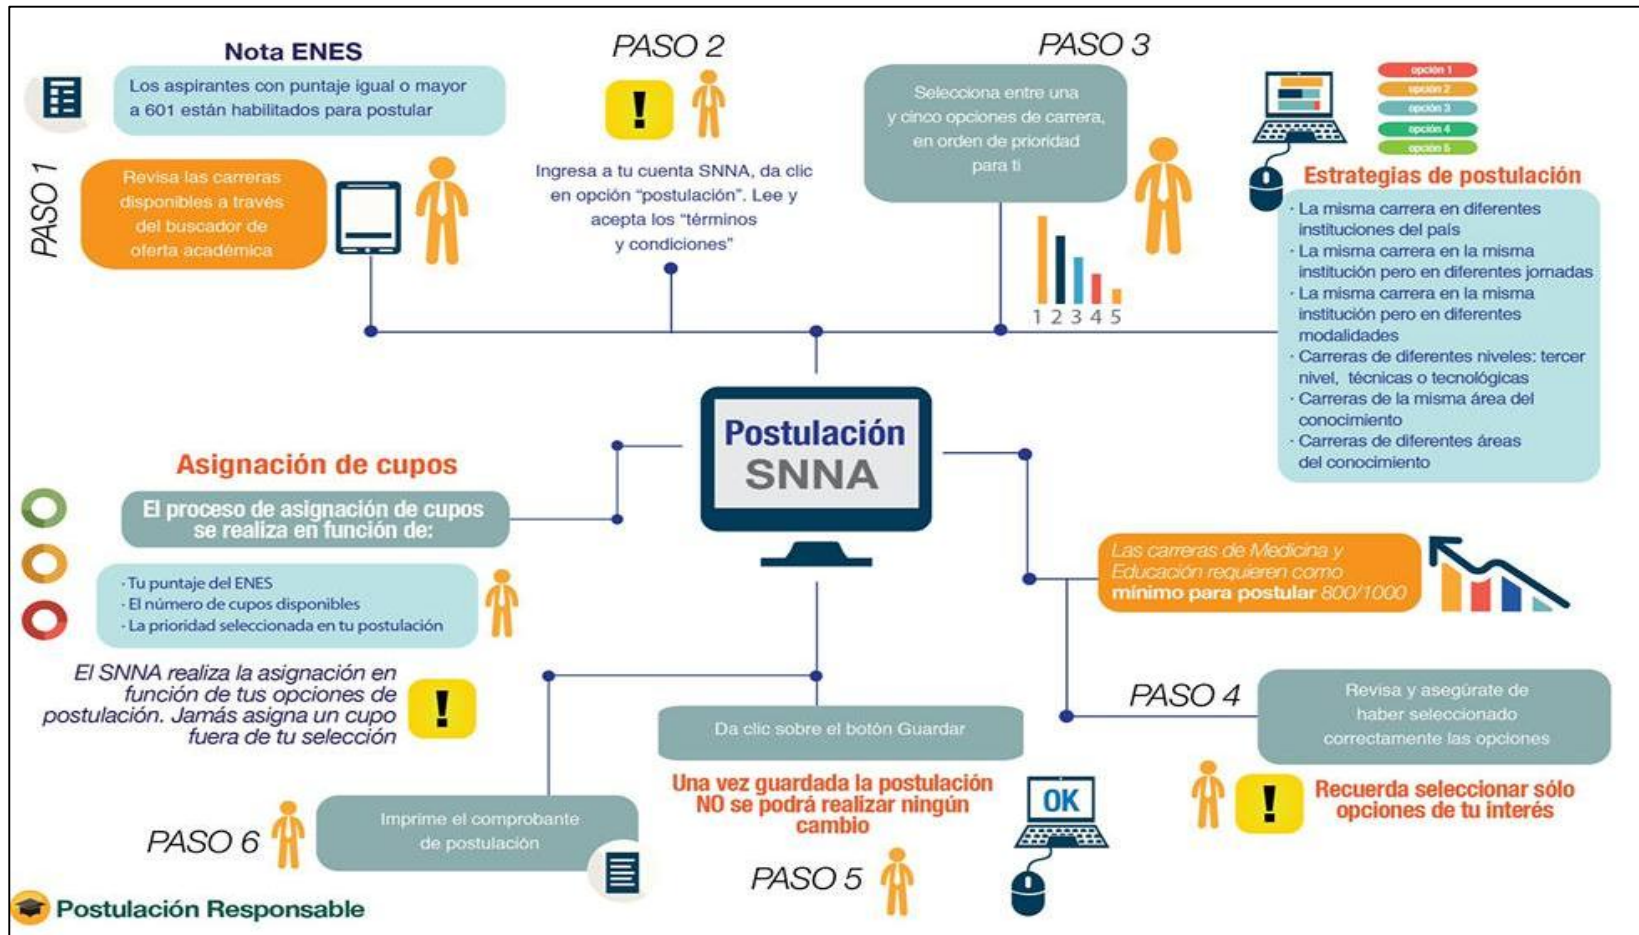 Nota ENES
Los aspirantes con puntaje igual o mayor
a 601 están habilitados para postular
PASO 1
Revisa las carreras
disponibles a través
del buscador de
oferta académica
PASO 2
!
Ingresa a tu cuenta SNNA, da clic
en opción “postulación”. Lee y
acepta los “términos
y condiciones”
PASO 3
Selecciona entre una
y cinco opciones de carrera,
en orden de prioridad
para ti
1 2 3 4 5
opción 1
opción 2
opción 3
opción 4
opción 5
Estrategias de postulación
· La misma carrera en diferentes
instituciones del país
· La misma carrera en la misma
institución pero en diferentes jornadas
· La misma carrera en la misma
institución pero en diferentes
modalidades
· Carreras de diferentes niveles: tercer
nivel, técnicas o tecnológicas
· Carreras de la misma área del
conocimiento
· Carreras de diferentes áreas
del conocimiento
Postulación
SNNA
Asignación de cupos
El proceso de asignación de cupos
se realiza en función de:
· Tu puntaje del ENES
· El número de cupos disponibles
· La prioridad seleccionada en tu postulación
El SNNA realiza la asignación en
función de tus opciones de
postulación. Jamás asigna un cupo
fuera de tu selección
!
Las carreras de Medicina y
Educación requieren como
mínimo para postular 800/1000
PASO 4
Revisa y asegúrate de
haber seleccionado
correctamente las opciones
!
Recuerda seleccionar sólo
opciones de tu interés
Da clic sobre el botón Guardar
Una vez guardada la postulación
NO se podrá realizar ningún
cambio
OK
PASO 5
PASO 6
Imprime el comprobante
de postulación
Postulación Responsable